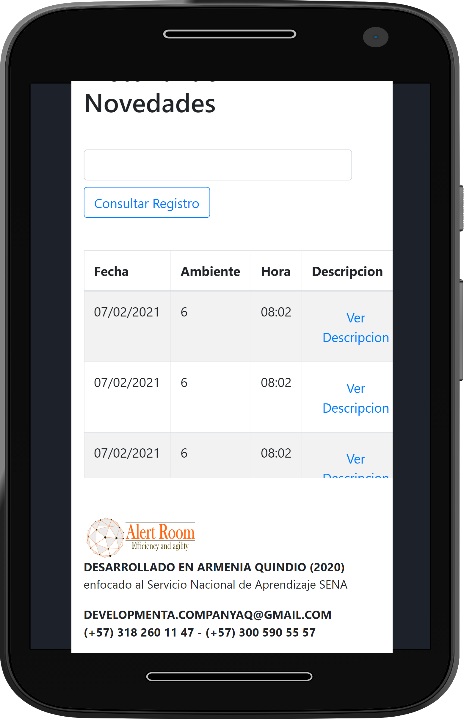 Novedades
Consultar Registro
Fecha Ambiente Hora Descripcion
07/02/2021 6 08:02 Ver
Descripcion
07/02/2021 6 08:02 Ver
Descripcion
07/02/2021 6 08:02 Ver
Descripcion
Alert Room
Efficiency and agility
DESARROLLADO EN ARMENIA QUINDIO (2020)
enfocado al Servicio Nacional de Aprendizaje SENA
DEVELOPMENTA.COMPANYAQ@GMAIL.COM
(+57) 318 260 11 47 - (+57) 300 590 55 57